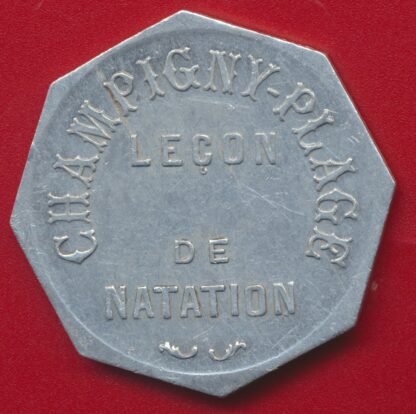 CHAMPIGNY-PLAGE
LEÇON
DE
NATATION